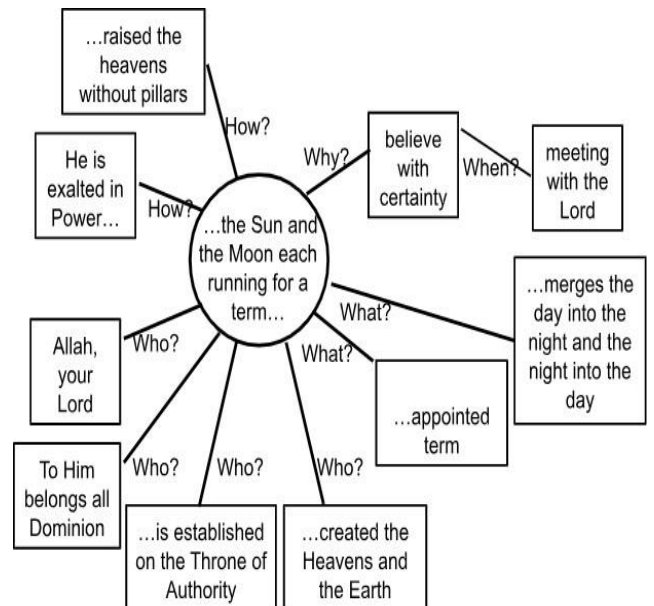 …raised the
heavens
without pillars
How?
He is
exalted in
Power…
How?
Why?
believe
with
certainty
When?
meeting
with the
Lord
…the Sun and
the Moon each
running for a
term…
…merges the
day into the
night and the
night into the
day
What?
What?
…appointed
term
Allah,
your
Lord
Who?
To Him
belongs all
Dominion
Who?
Who?
Who?
…is established
on the Throne of
Authority
…created the
Heavens and
the Earth